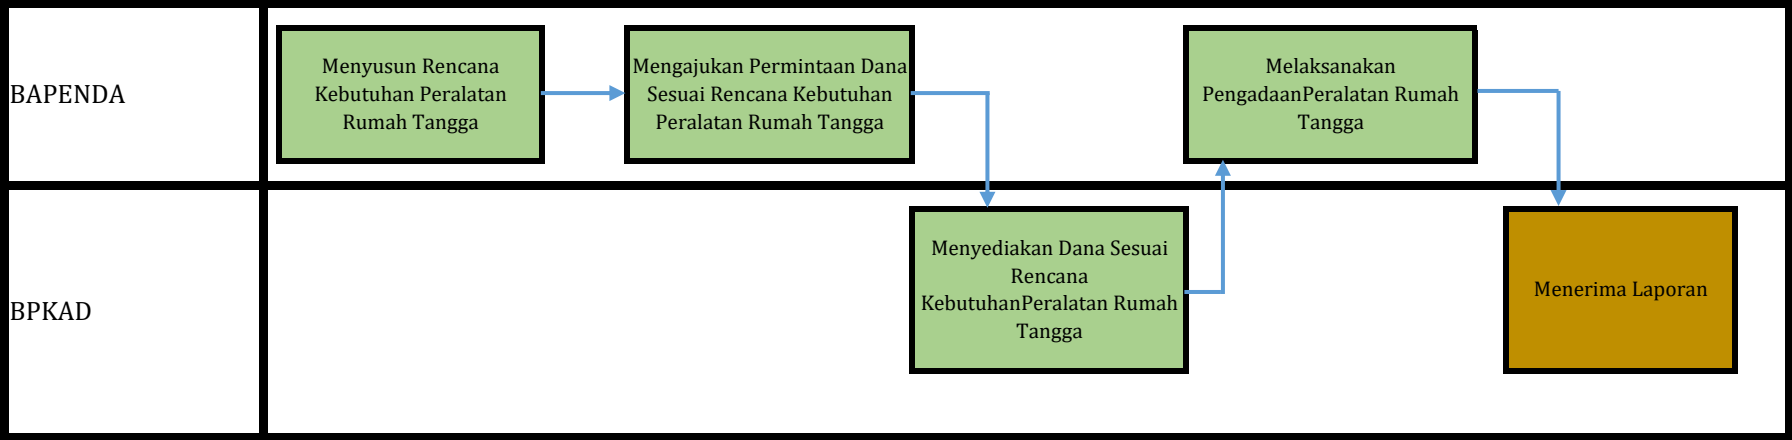 BAPENDA
Menyusun Rencana
Kebutuhan Peralatan
Rumah Tangga
Mengajukan Permintaan Dana
Sesuai Rencana Kebutuhan
Peralatan Rumah Tangga
Melaksanakan
PengadaanPeralatan Rumah
Tangga
BPKAD
Menyediakan Dana Sesuai
Rencana
KebutuhanPeralatan Rumah
Tangga
Menerima Laporan